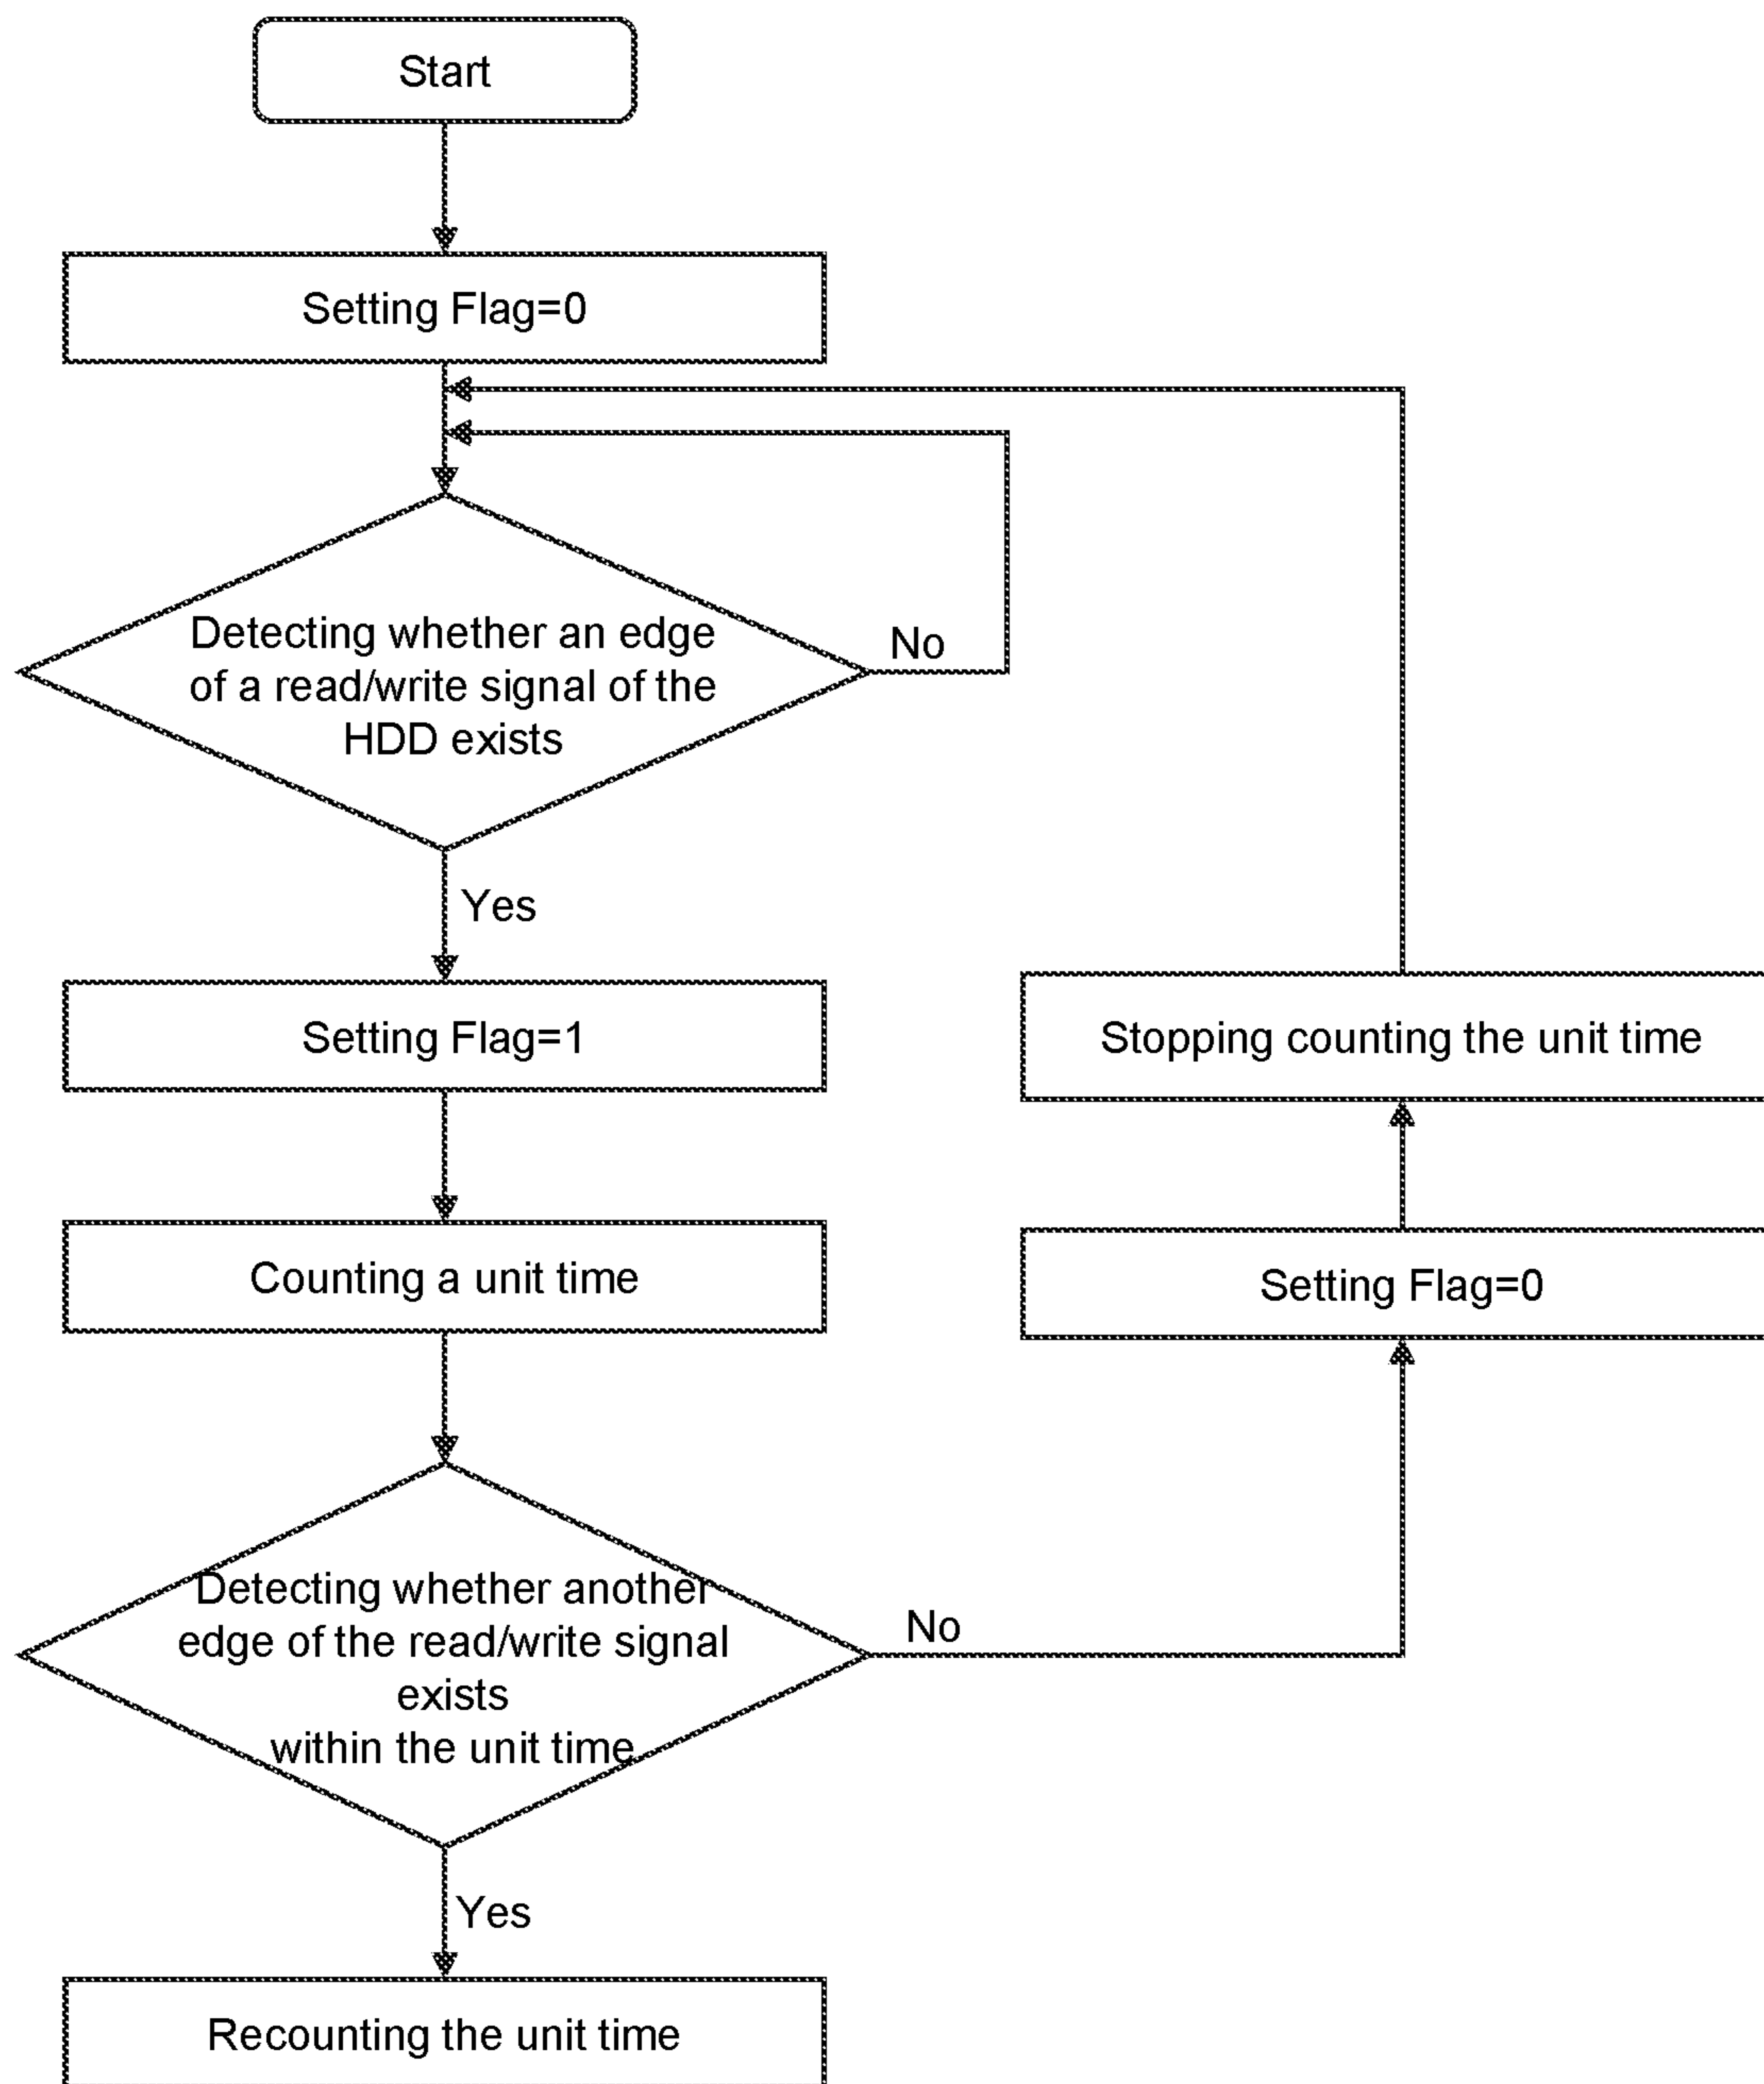 Start
Setting Flag=0
Detecting whether an edge
of a read/write signal of the
HDD exists
No
Yes
Setting Flag=1
Stopping counting the unit time
Counting a unit time
Setting Flag=0
Detecting whether another
edge of the read/write signal
exists
within the unit time
No
Yes
Recounting the unit time